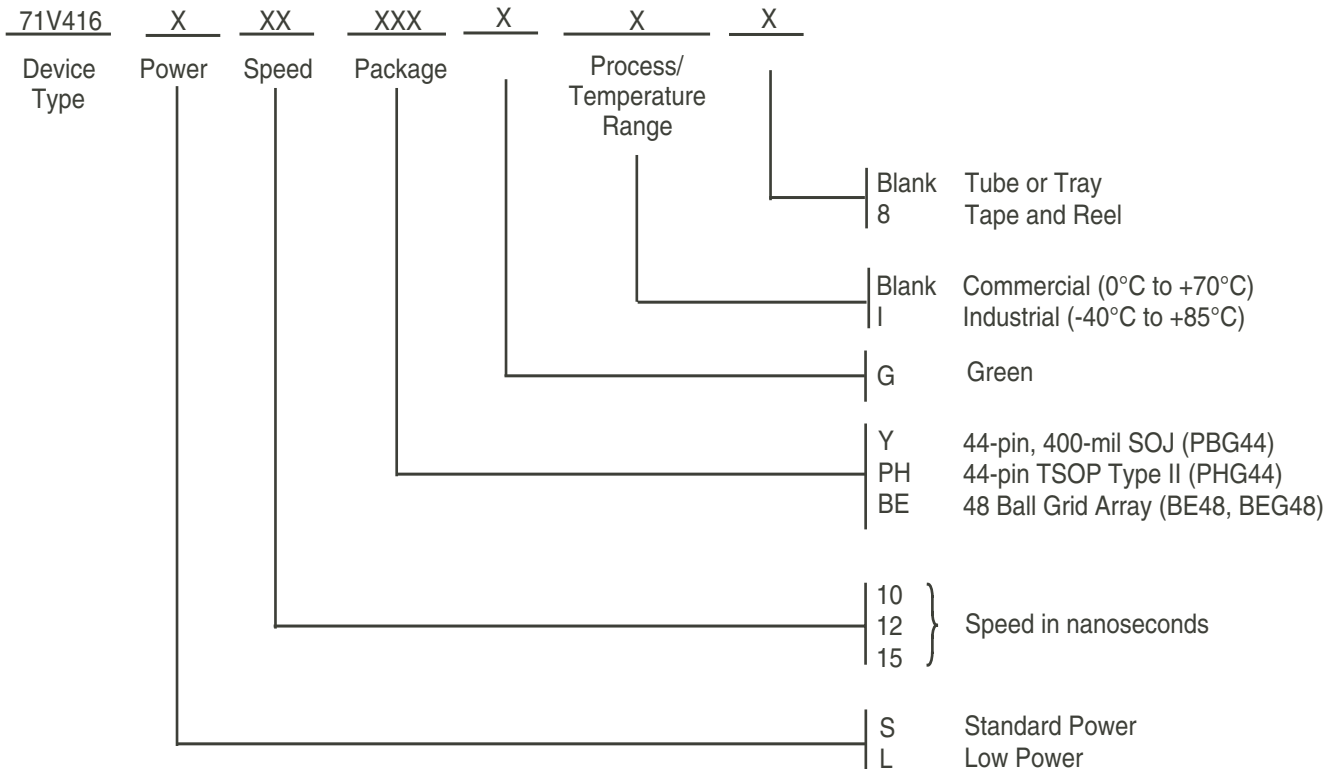 71V416 X XX XXX X X X
Device Type Power Speed Package Process/ Temperature Range
Blank Tube or Tray
8 Tape and Reel
Blank Commercial (0°C to +70°C)
I Industrial (-40°C to +85°C)
G Green
Y 44-pin, 400-mil SOJ (PBG44)
PH 44-pin TSOP Type II (PHG44)
BE 48 Ball Grid Array (BE48, BEG48)
10
12 Speed in nanoseconds
15
S Standard Power
L Low Power